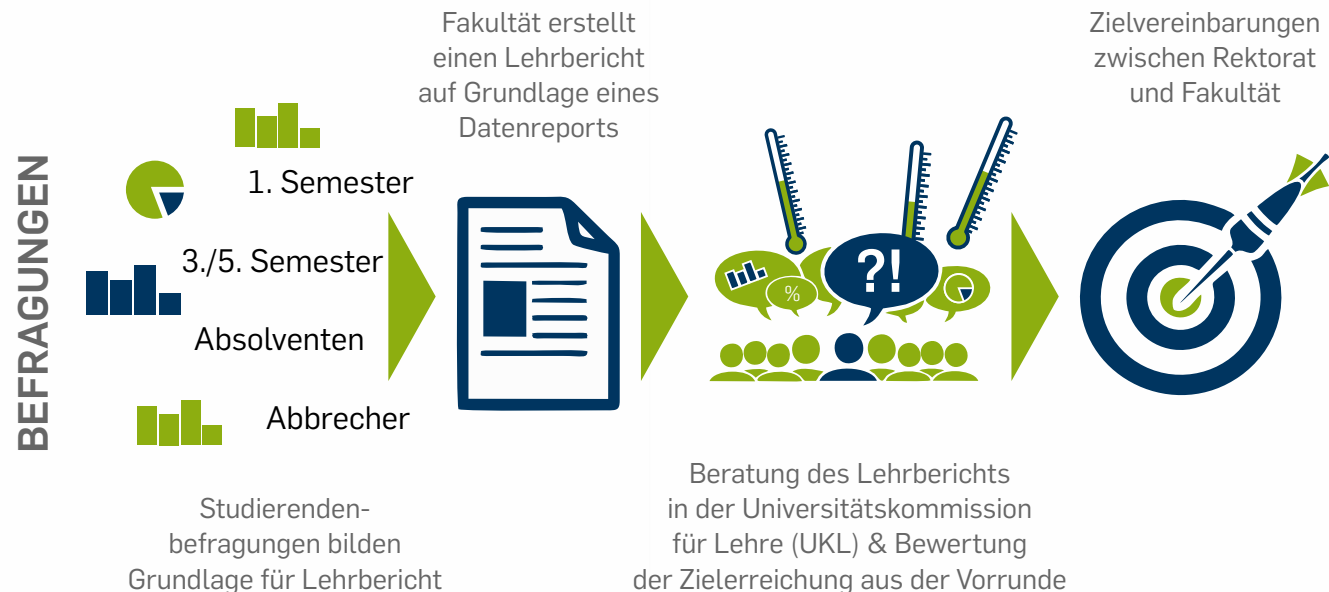 BEFRAGUNGEN
1. Semester
3./5. Semester
Absolventen
Abbrecher
Studierenden-
befragungen bilden
Grundlage für Lehrbericht
Fakultät erstellt
einen Lehrbericht
auf Grundlage eines
Datenreports
%
?!
Beratung des Lehrberichts
in der Universitätskommission
für Lehre (UKL) & Bewertung
der Zielerreichung aus der Vorrunde
Zielvereinbarungen
zwischen Rektorat
und Fakultät